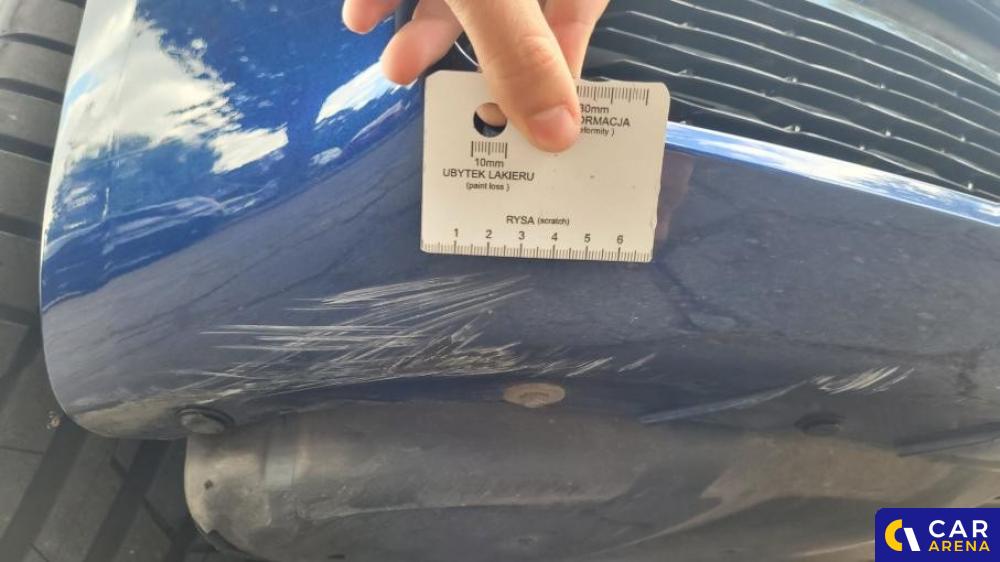 30mm
10mm
UBYTEK LAKIERU
(paint loss )
RYSA (scratch)
1 2 3 4 5 6
CAR
ARENA